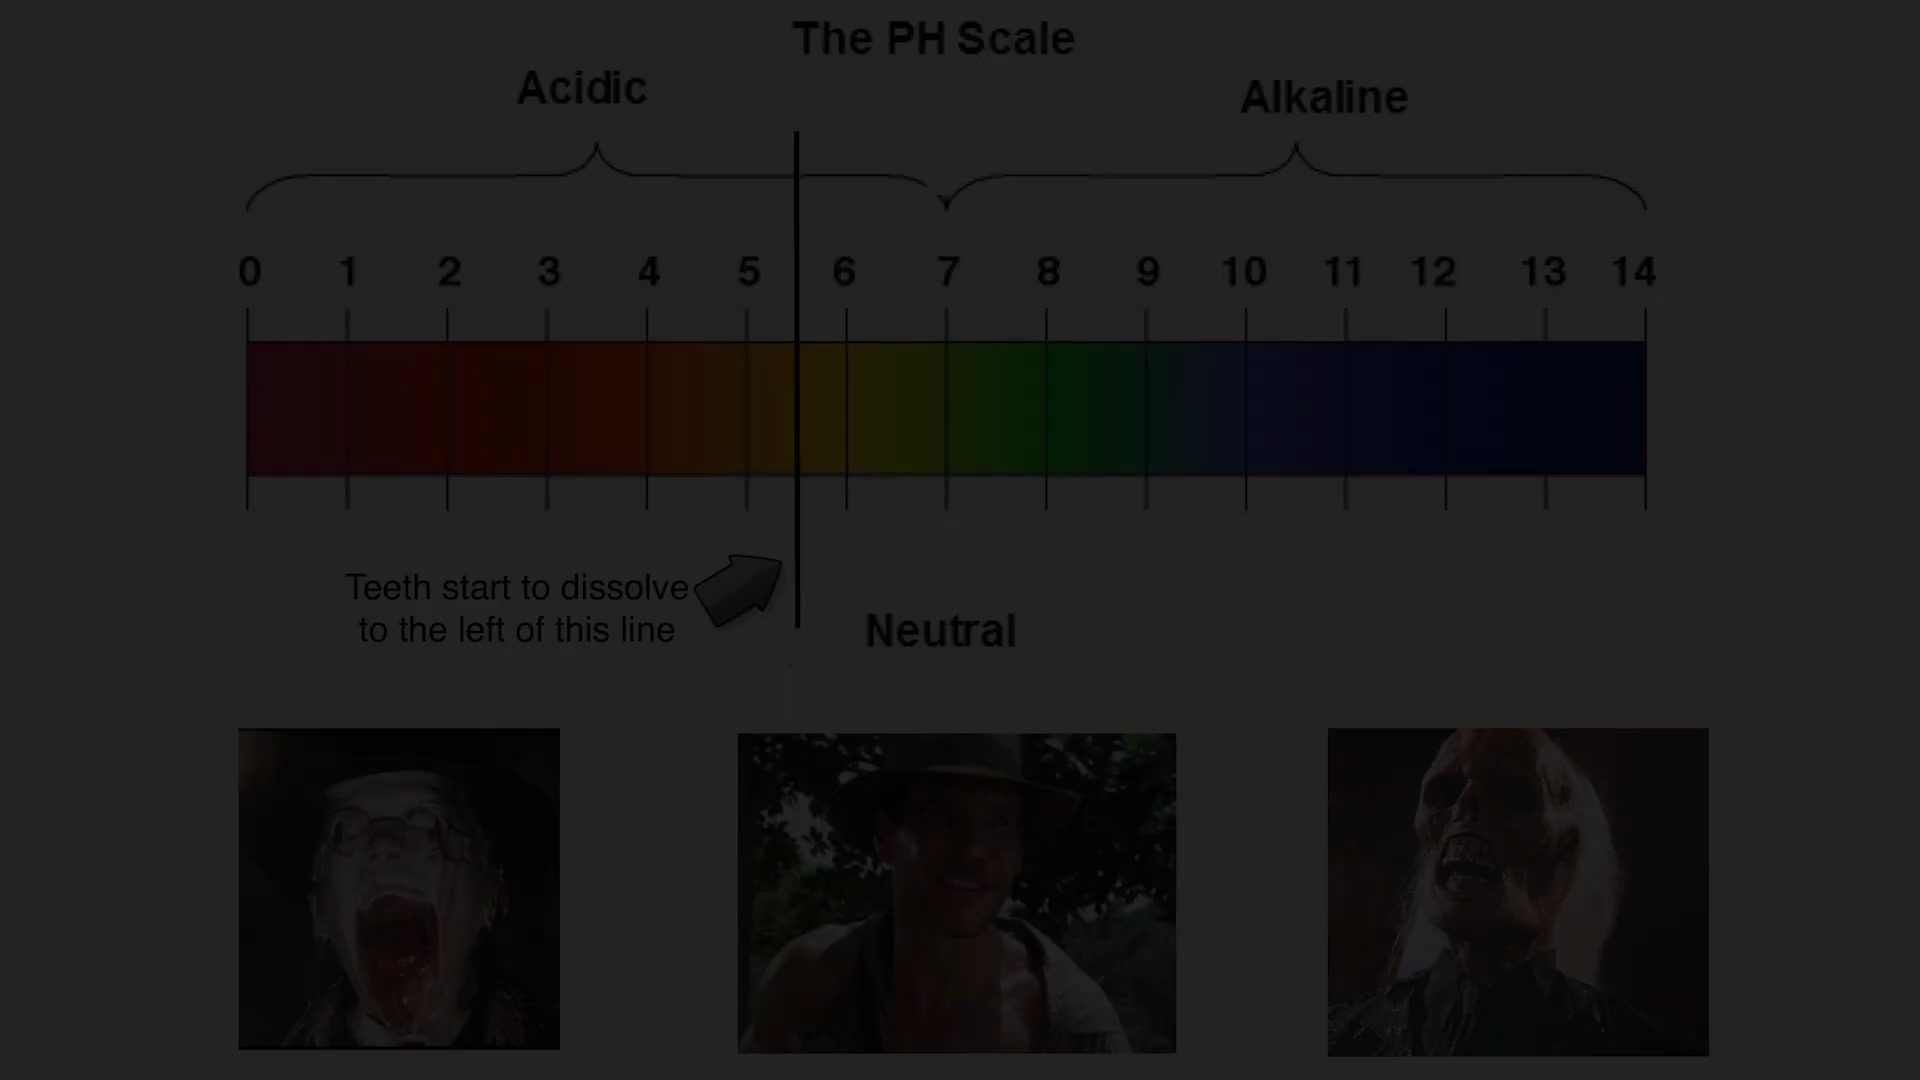 The PH Scale
Acidic
Alkaline
0 1 2 3 4 5 6 7 8 9 10 11 12 13 14
Teeth start to dissolve
to the left of this line
Neutral